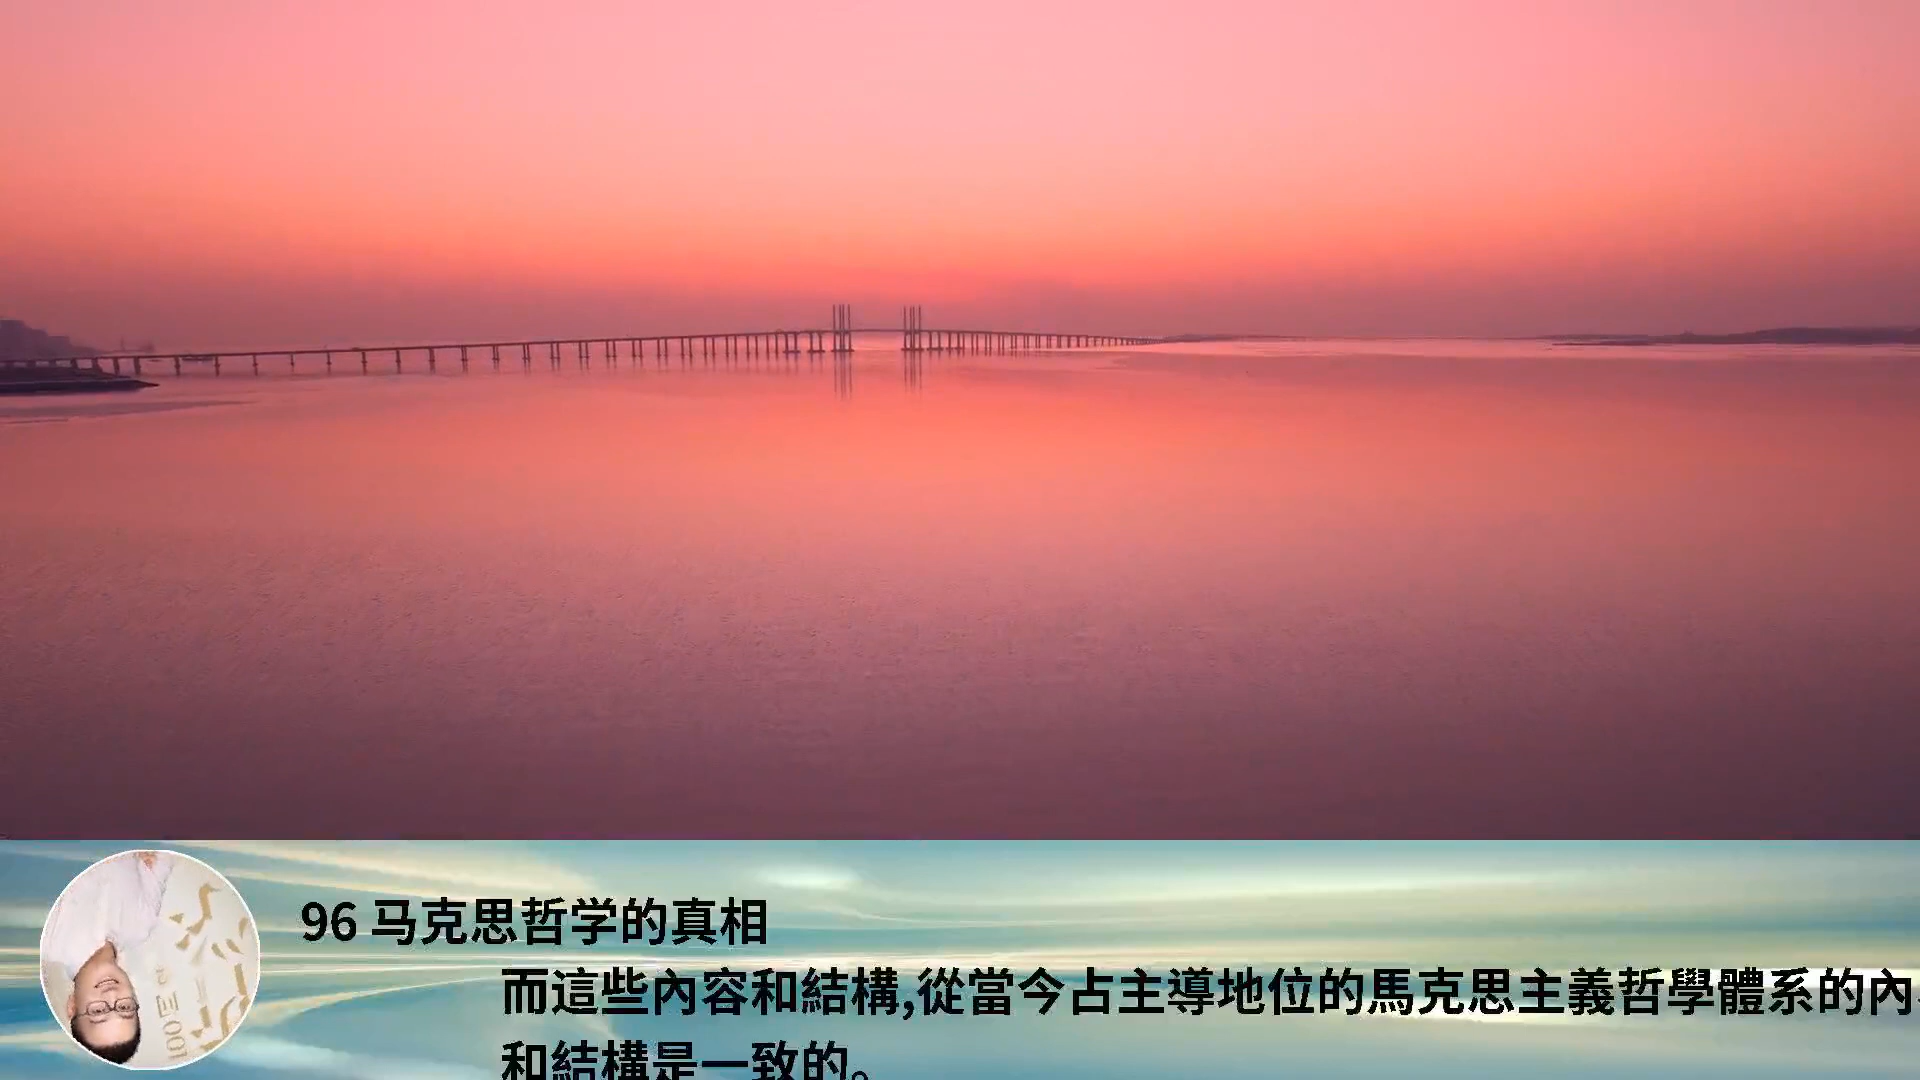 96 马克思哲学的真相
而這些內容和結構,從當今占主導地位的馬克思主義哲學體系的內
和結構是一致的。